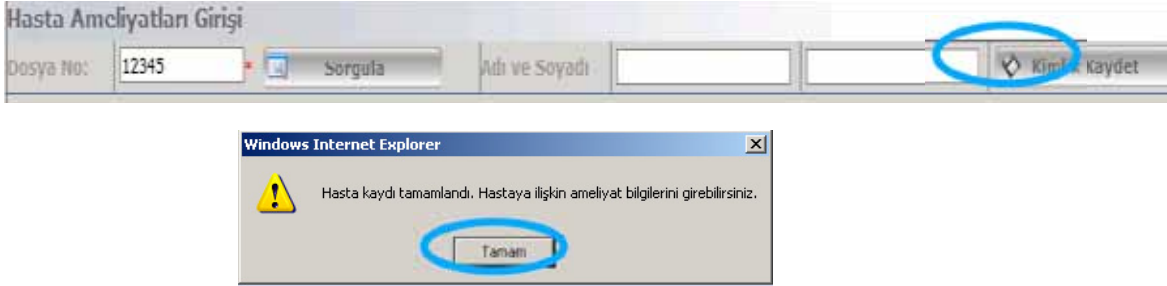 Hasta Ameliyatları Girişi
Dosya No: 12345 * Sorgula Adı ve Soyadı Kimlik Kaydet
Windows Internet Explorer
Hasta kaydı tamamlandı. Hastaya ilişkin ameliyat bilgilerini girebilirsiniz.
Tamam